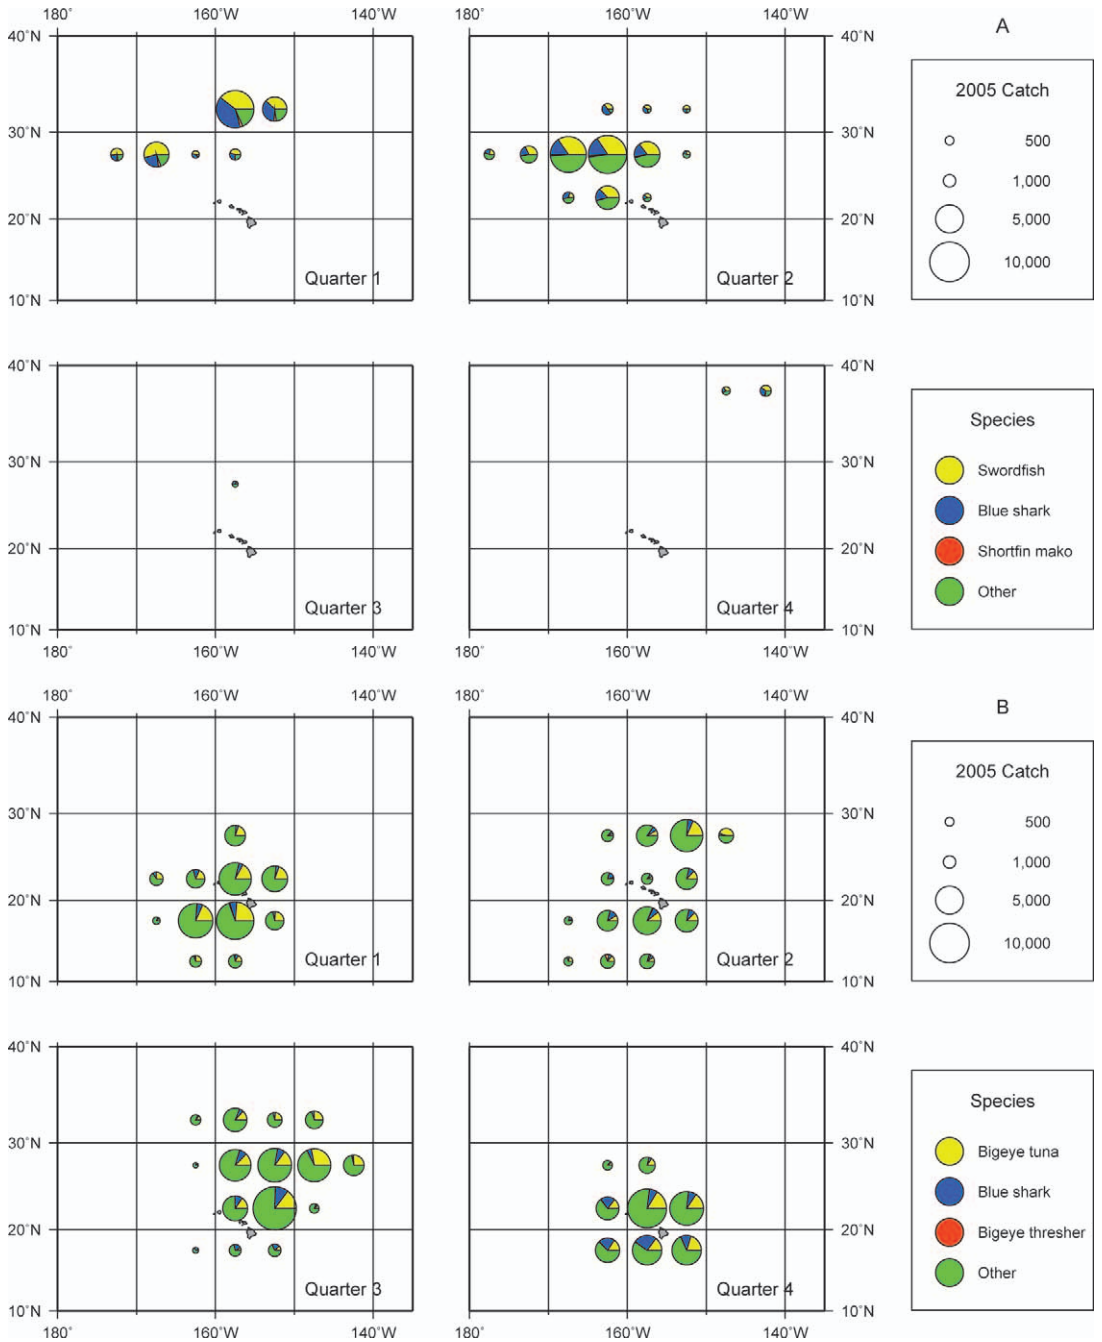 180° 160°W 140°W 180° 160°W 140°W A
40°N 40°N
2005 Catch
500
30°N 30°N
1,000
20°N 20°N
5,000
10,000
Quarter 1 Quarter 2
10°N 10°N
40°N 40°N
Species
30°N 30°N
Swordfish
Blue shark
20°N 20°N
Shortfin mako
Other
Quarter 3 Quarter 4
10°N 10°N
180° 160°W 140°W 180° 160°W 140°W
180° 160°W 140°W 180° 160°W 140°W B
40°N 40°N
2005 Catch
30°N 30°N
500
1,000
20°N 20°N
5,000
10,000
Quarter 1 Quarter 2
10°N 10°N
40°N 40°N
Species
30°N 30°N
Bigeye tuna
Blue shark
20°N 20°N
Bigeye thresher
Other
Quarter 3 Quarter 4
10°N 10°N
180° 160°W 140°W 180° 160°W 140°W